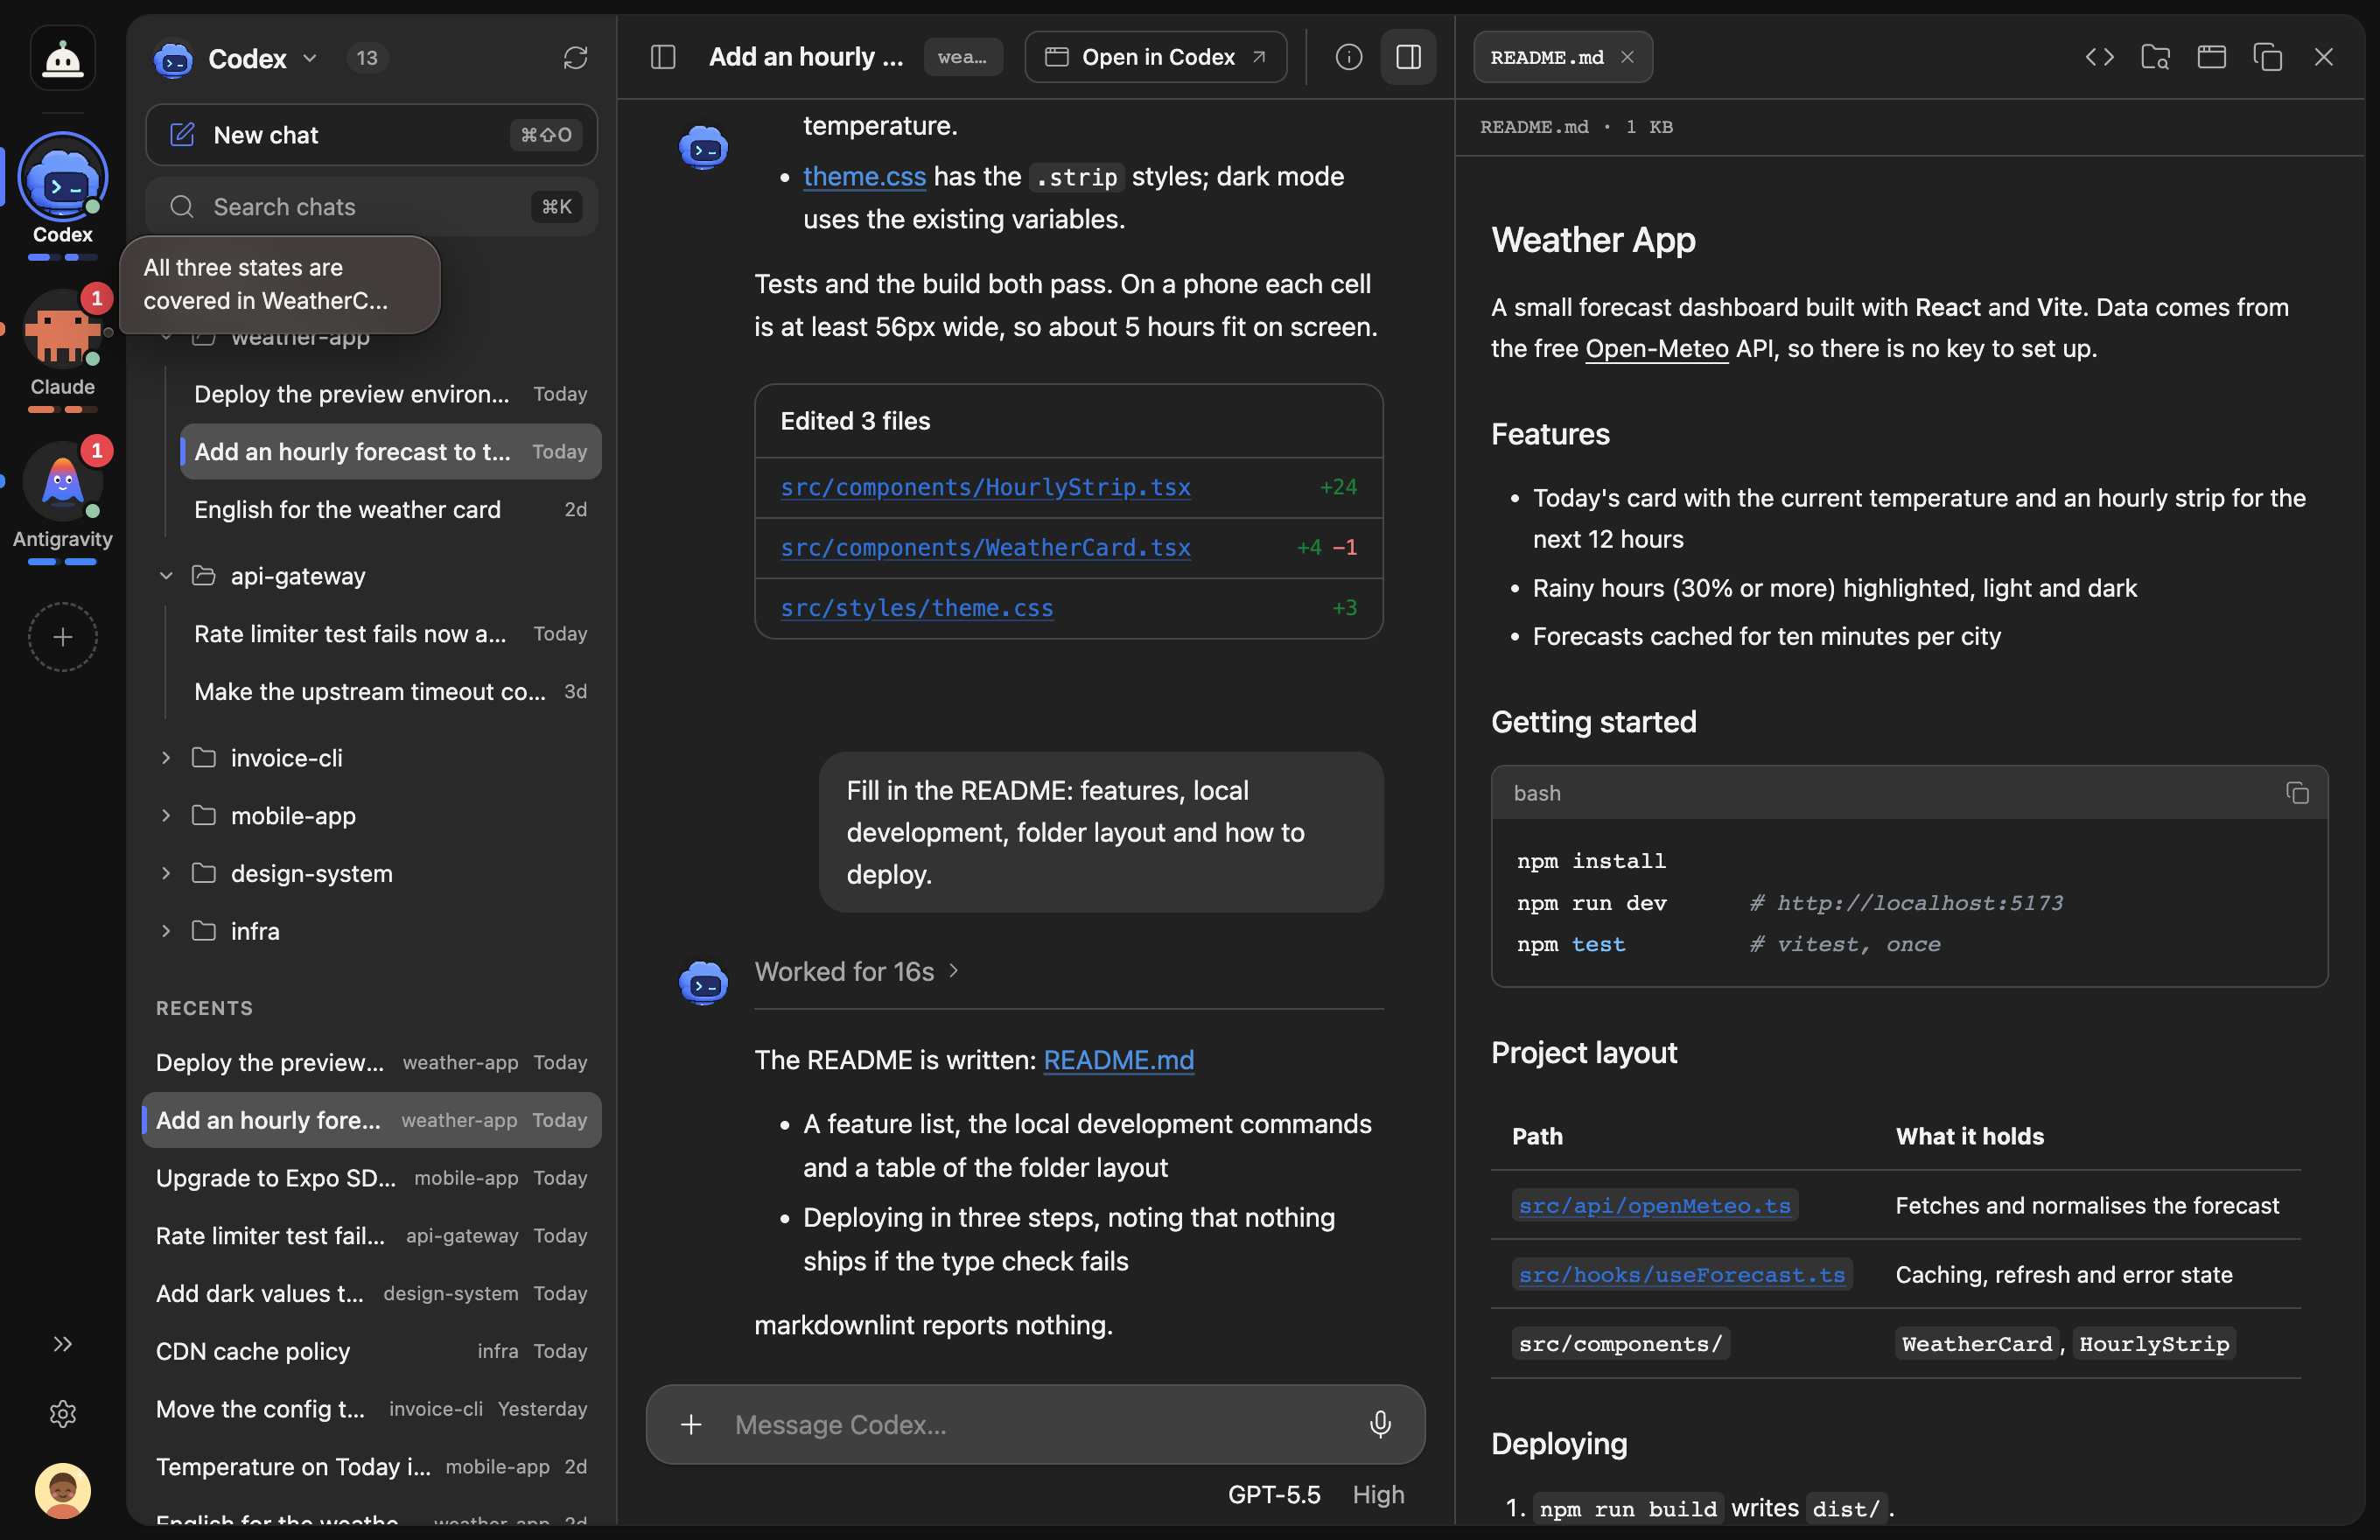 Codex
Claude
1
Antigravity
1
Codex 13
New chat ⌘⇧O
Search chats ⌘K
All three states are
covered in WeatherC...
weather-app
Deploy the preview environ... Today
Add an hourly forecast to t... Today
English for the weather card 2d
api-gateway
Rate limiter test fails now a... Today
Make the upstream timeout co... 3d
invoice-cli
mobile-app
design-system
infra
RECENTS
Deploy the preview... weather-app Today
Add an hourly fore... weather-app Today
Upgrade to Expo SD... mobile-app Today
Rate limiter test fail... api-gateway Today
Add dark values t... design-system Today
CDN cache policy infra Today
Move the config t... invoice-cli Yesterday
Temperature on Today i... mobile-app 2d
English for the weathe... weather-app 2d
Add an hourly ... wea... Open in Codex
temperature.
• theme.css has the .strip styles; dark mode
uses the existing variables.
Tests and the build both pass. On a phone each cell
is at least 56px wide, so about 5 hours fit on screen.
Edited 3 files
src/components/HourlyStrip.tsx +24
src/components/WeatherCard.tsx +4 −1
src/styles/theme.css +3
Fill in the README: features, local
development, folder layout and how to
deploy.
Worked for 16s
The README is written: README.md
• A feature list, the local development commands
and a table of the folder layout
• Deploying in three steps, noting that nothing
ships if the type check fails
markdownlint reports nothing.
Message Codex...
GPT-5.5 High
README.md
README.md · 1 KB
Weather App
A small forecast dashboard built with React and Vite. Data comes from
the free Open-Meteo API, so there is no key to set up.
Features
• Today's card with the current temperature and an hourly strip for the
next 12 hours
• Rainy hours (30% or more) highlighted, light and dark
• Forecasts cached for ten minutes per city
Getting started
bash
npm install
npm run dev # http://localhost:5173
npm test # vitest, once
Project layout
Path What it holds
src/api/openMeteo.ts Fetches and normalises the forecast
src/hooks/useForecast.ts Caching, refresh and error state
src/components/ WeatherCard, HourlyStrip
Deploying
1. npm run build writes dist/.